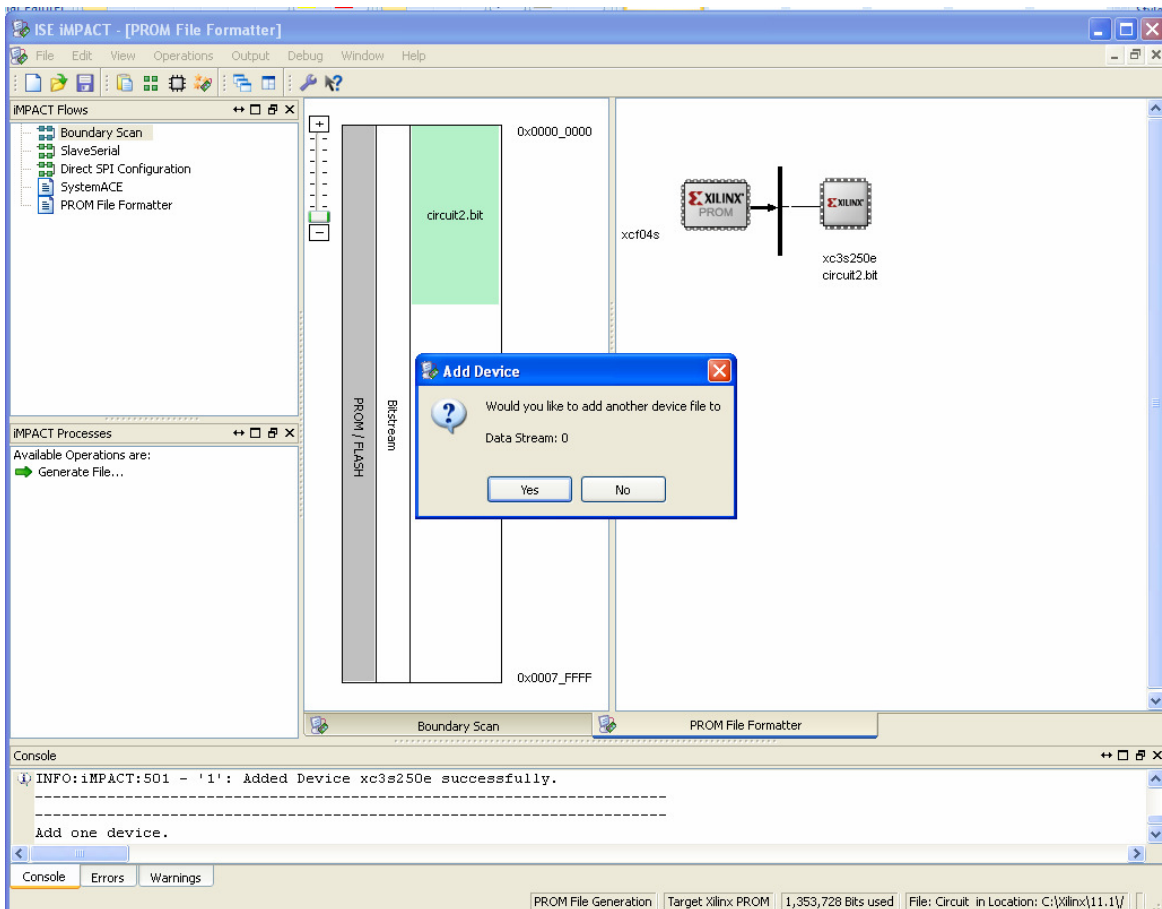 ISE iMPACT - [PROM File Formatter]
File Edit View Operations Output Debug Window Help
iMPACT Flows
Boundary Scan
SlaveSerial
Direct SPI Configuration
SystemACE
PROM File Formatter
iMPACT Processes
Available Operations are:
Generate File...
PROM / FLASH
Bitstream
circuit2.bit
0x0000_0000
0x0007_FFFF
xcf04s
XILINX
PROM
XILINX
xc3s250e
circuit2.bit
Add Device
Would you like to add another device file to
Data Stream: 0
Yes No
Boundary Scan PROM File Formatter
Console
INFO:iMPACT:501 - '1': Added Device xc3s250e successfully.
----------------------------------------------------------------------
----------------------------------------------------------------------
Add one device.
Console Errors Warnings
PROM File Generation Target Xilinx PROM 1,353,728 Bits used File: Circuit in Location: C:\Xilinx\11.1\/